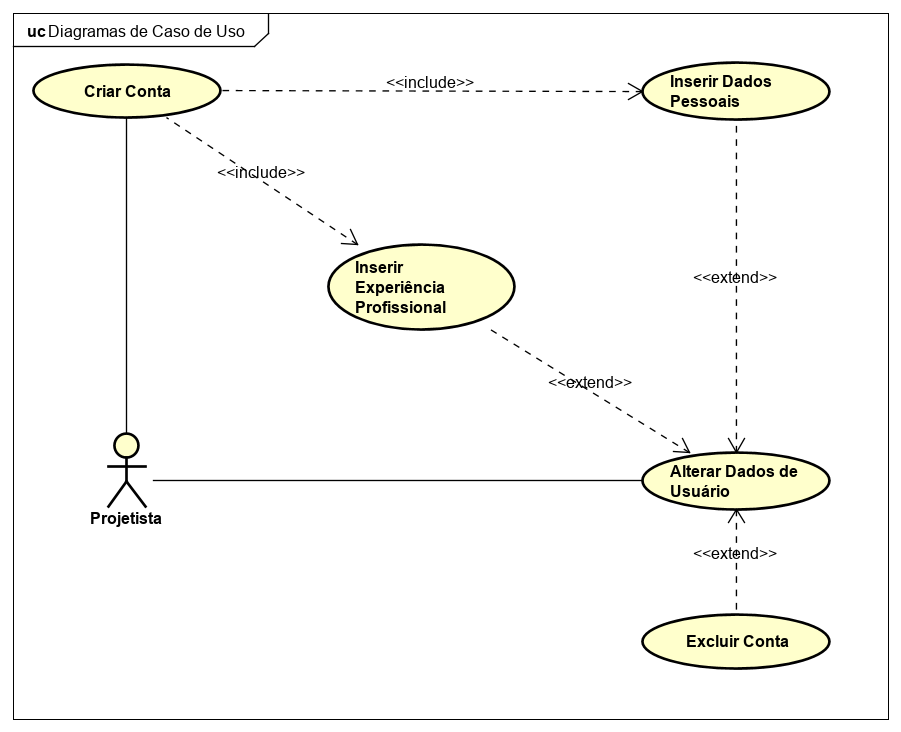 uc Diagramas de Caso de Uso
<<include>>
Criar Conta
Inserir Dados
Pessoais
<<include>>
Inserir
Experiência
Profissional
<<extend>>
<<extend>>
Alterar Dados de
Usuário
Projetista
<<extend>>
Excluir Conta